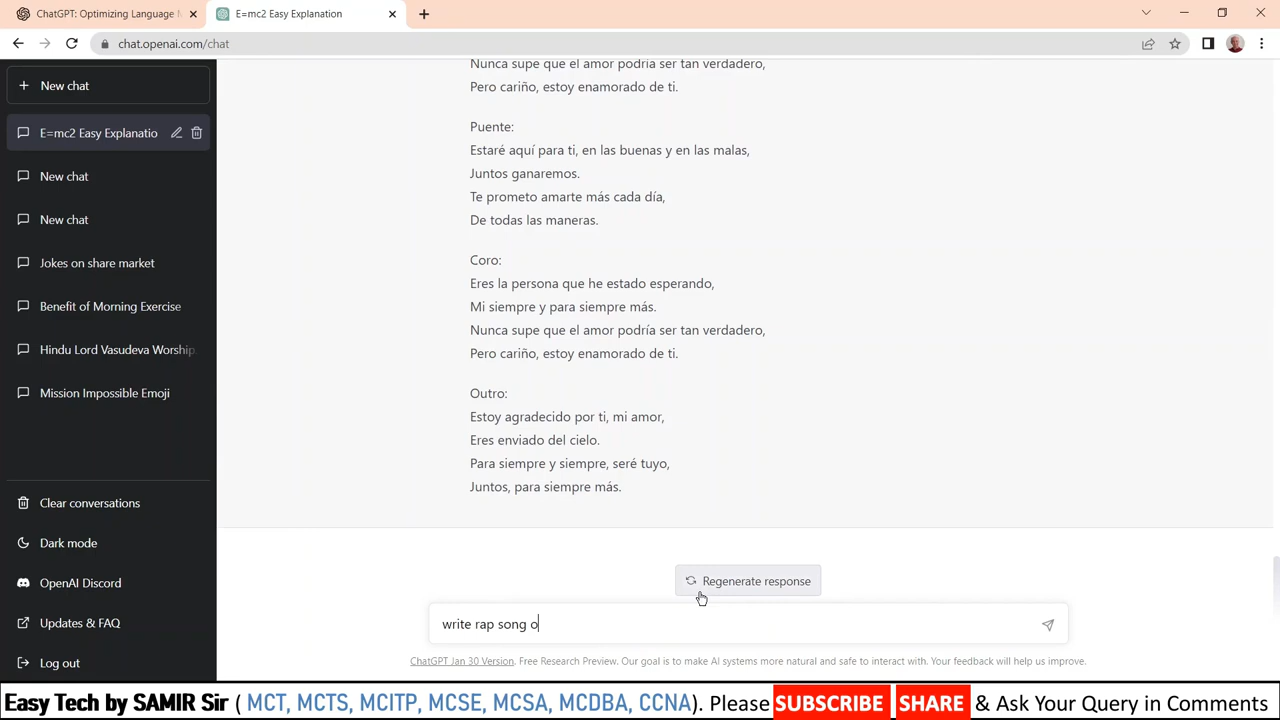 ChatGPT: Optimizing Language M
E=mc2 Easy Explanation
chat.openai.com/chat
New chat
E=mc2 Easy Explanatio
New chat
New chat
Jokes on share market
Benefit of Morning Exercise
Hindu Lord Vasudeva Worship.
Mission Impossible Emoji
Clear conversations
Dark mode
OpenAI Discord
Updates & FAQ
Log out
Nunca supe que el amor podría ser tan verdadero,
Pero cariño, estoy enamorado de ti.
Puente:
Estaré aquí para ti, en las buenas y en las malas,
Juntos ganaremos.
Te prometo amarte más cada día,
De todas las maneras.
Coro:
Eres la persona que he estado esperando,
Mi siempre y para siempre más.
Nunca supe que el amor podría ser tan verdadero,
Pero cariño, estoy enamorado de ti.
Outro:
Estoy agradecido por ti, mi amor,
Eres enviado del cielo.
Para siempre y siempre, seré tuyo,
Juntos, para siempre más.
Regenerate response
write rap song o
ChatGPT Jan 30 Version. Free Research Preview. Our goal is to make AI systems more natural and safe to interact with. Your feedback will help us improve.
Easy Tech by SAMIR Sir ( MCT, MCTS, MCITP, MCSE, MCSA, MCDBA, CCNA). Please SUBSCRIBE SHARE & Ask Your Query in Comments